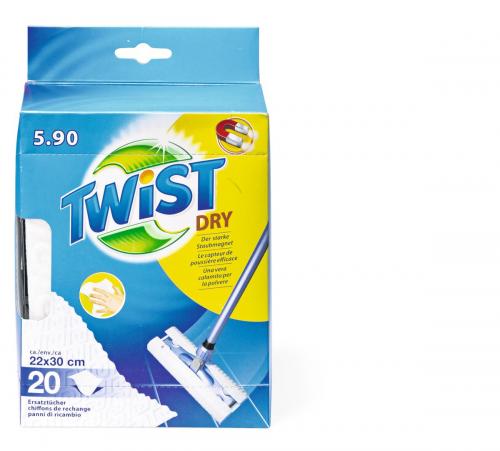 5.90
TWiST
DRY
Der starke
Staubmagnet
Le capteur de
poussière efficace
Una vera
calamita per
la polvere
ca./env./ca
22x30 cm
20
Ersatztücher
chiffons de rechange
panni di ricambio